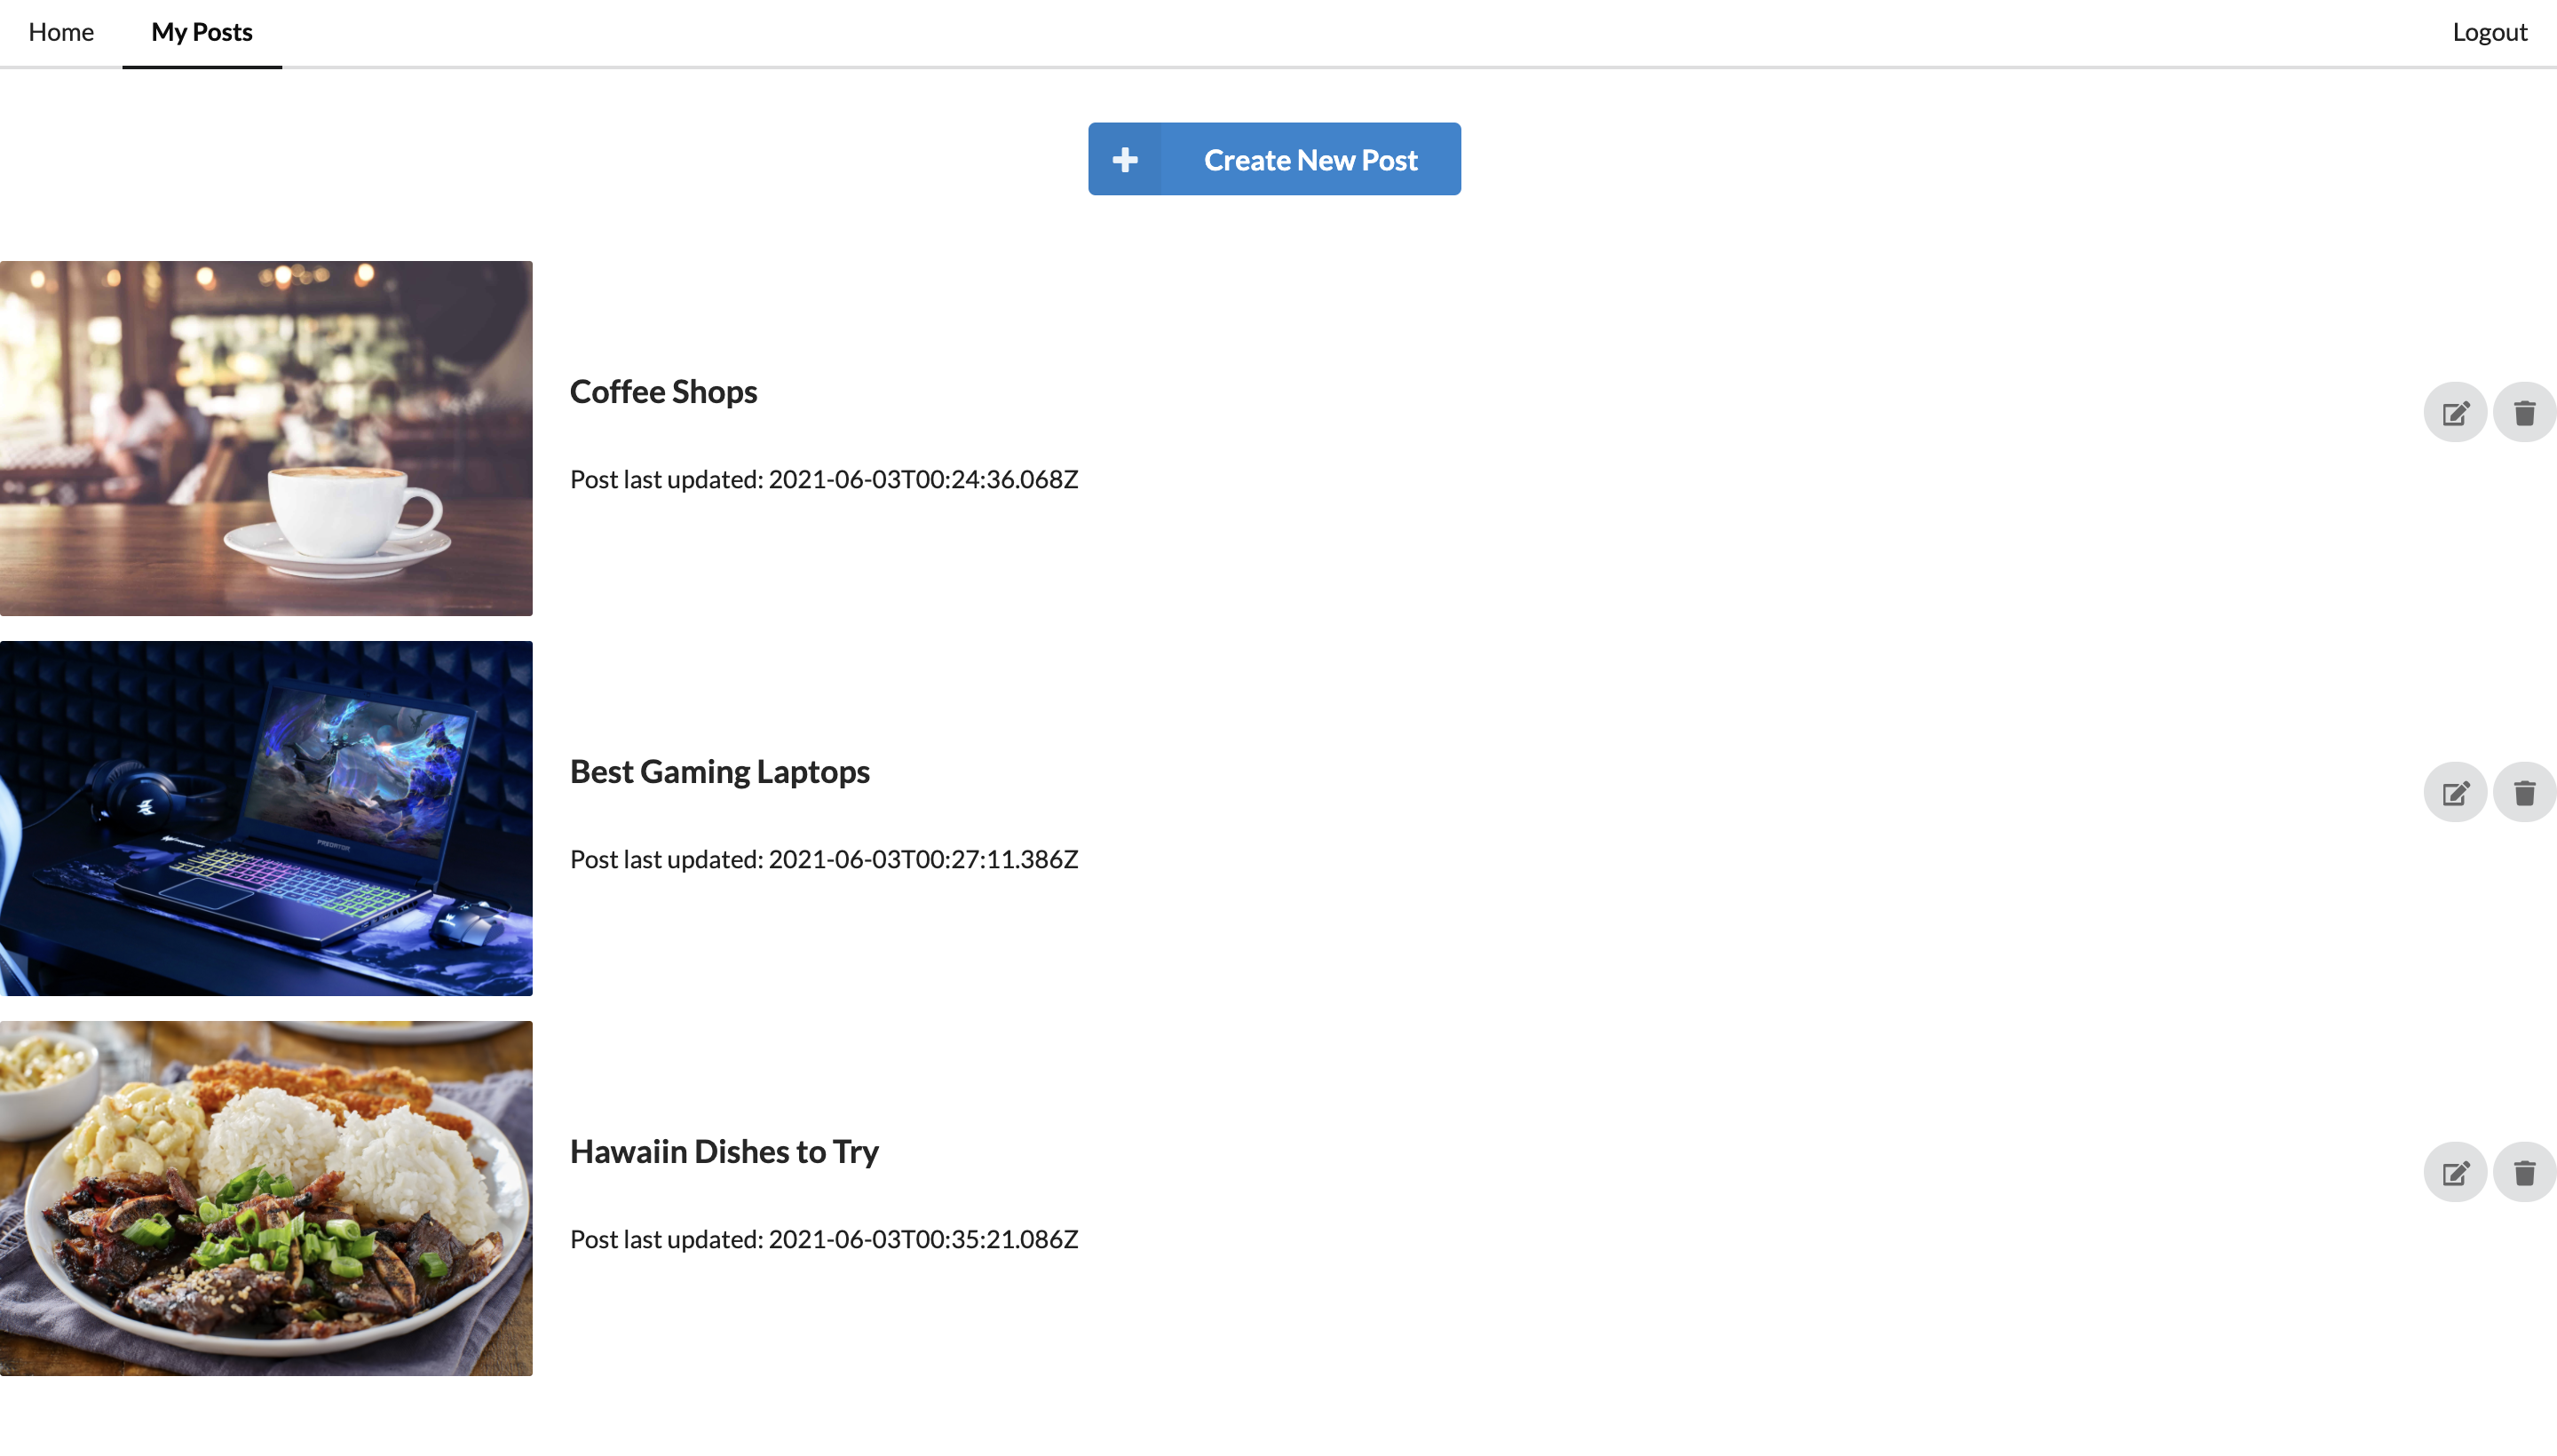 Home My Posts Logout
Create New Post
Coffee Shops
Post last updated: 2021-06-03T00:24:36.068Z
Best Gaming Laptops
PREDATOR
Post last updated: 2021-06-03T00:27:11.386Z
Hawaiin Dishes to Try
Post last updated: 2021-06-03T00:35:21.086Z